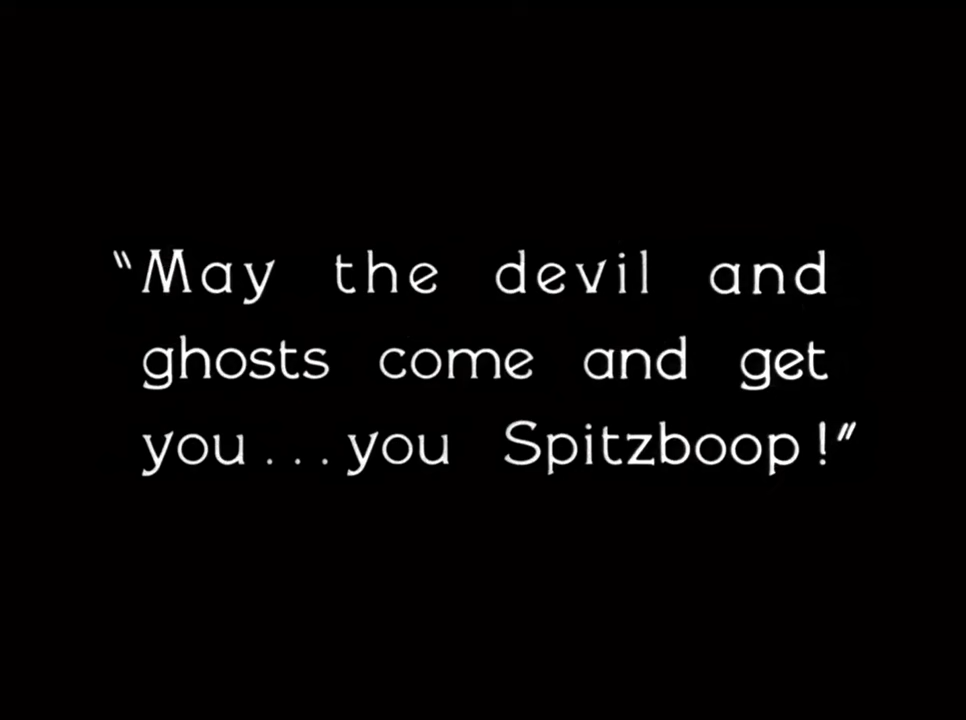 "May the devil and
ghosts come and get
you...you Spitzboop!"